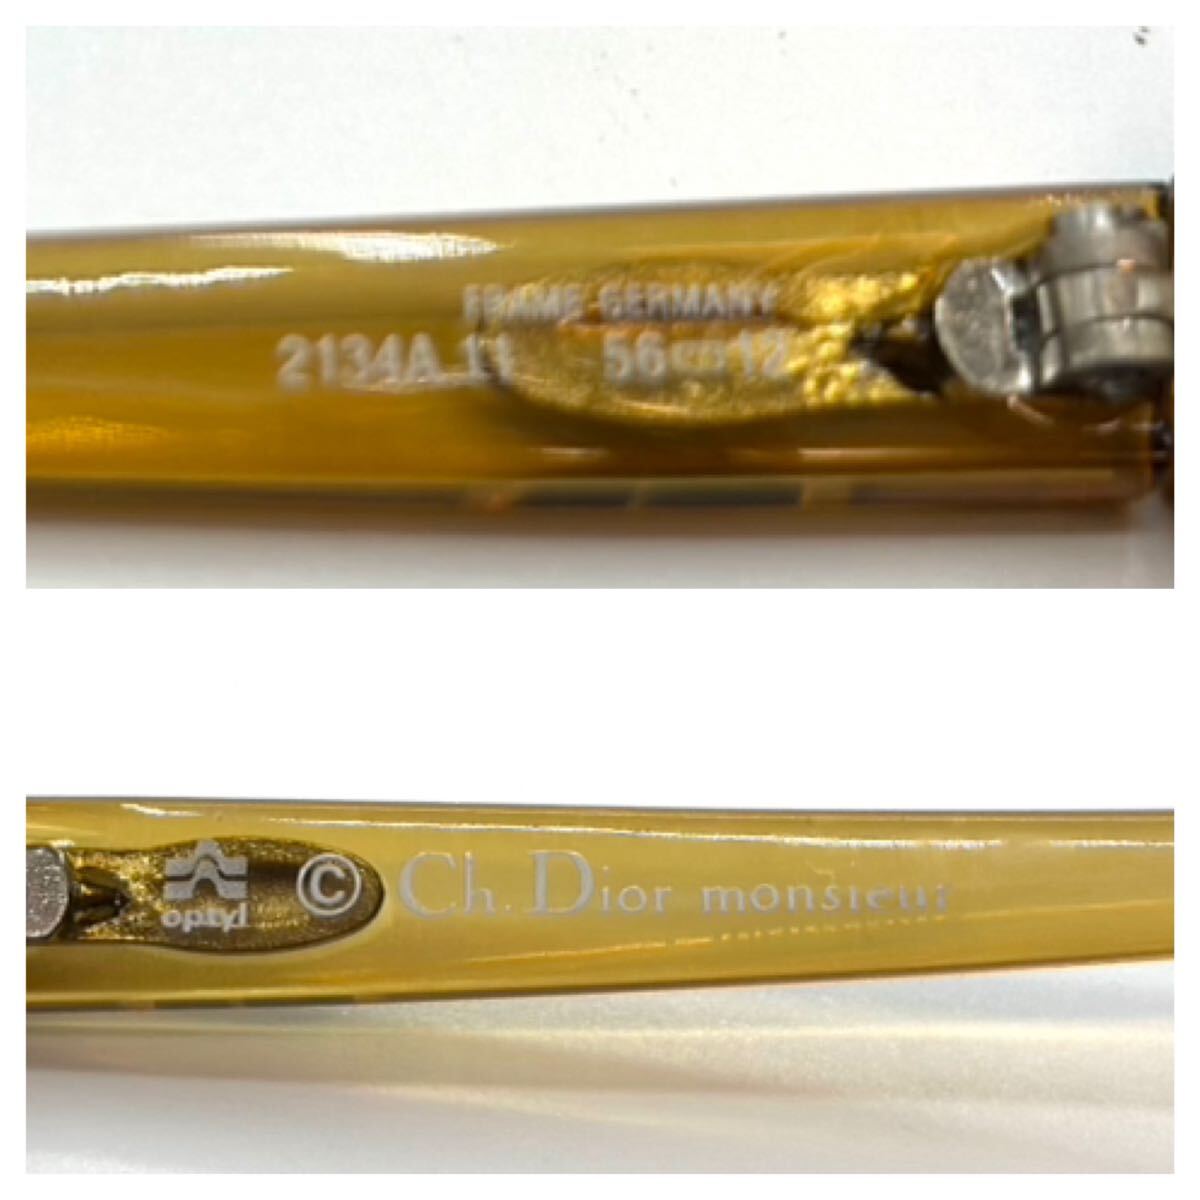 FRAME GERMANY
2134A 11 56▭12
optyl © Ch. Dior monsieur